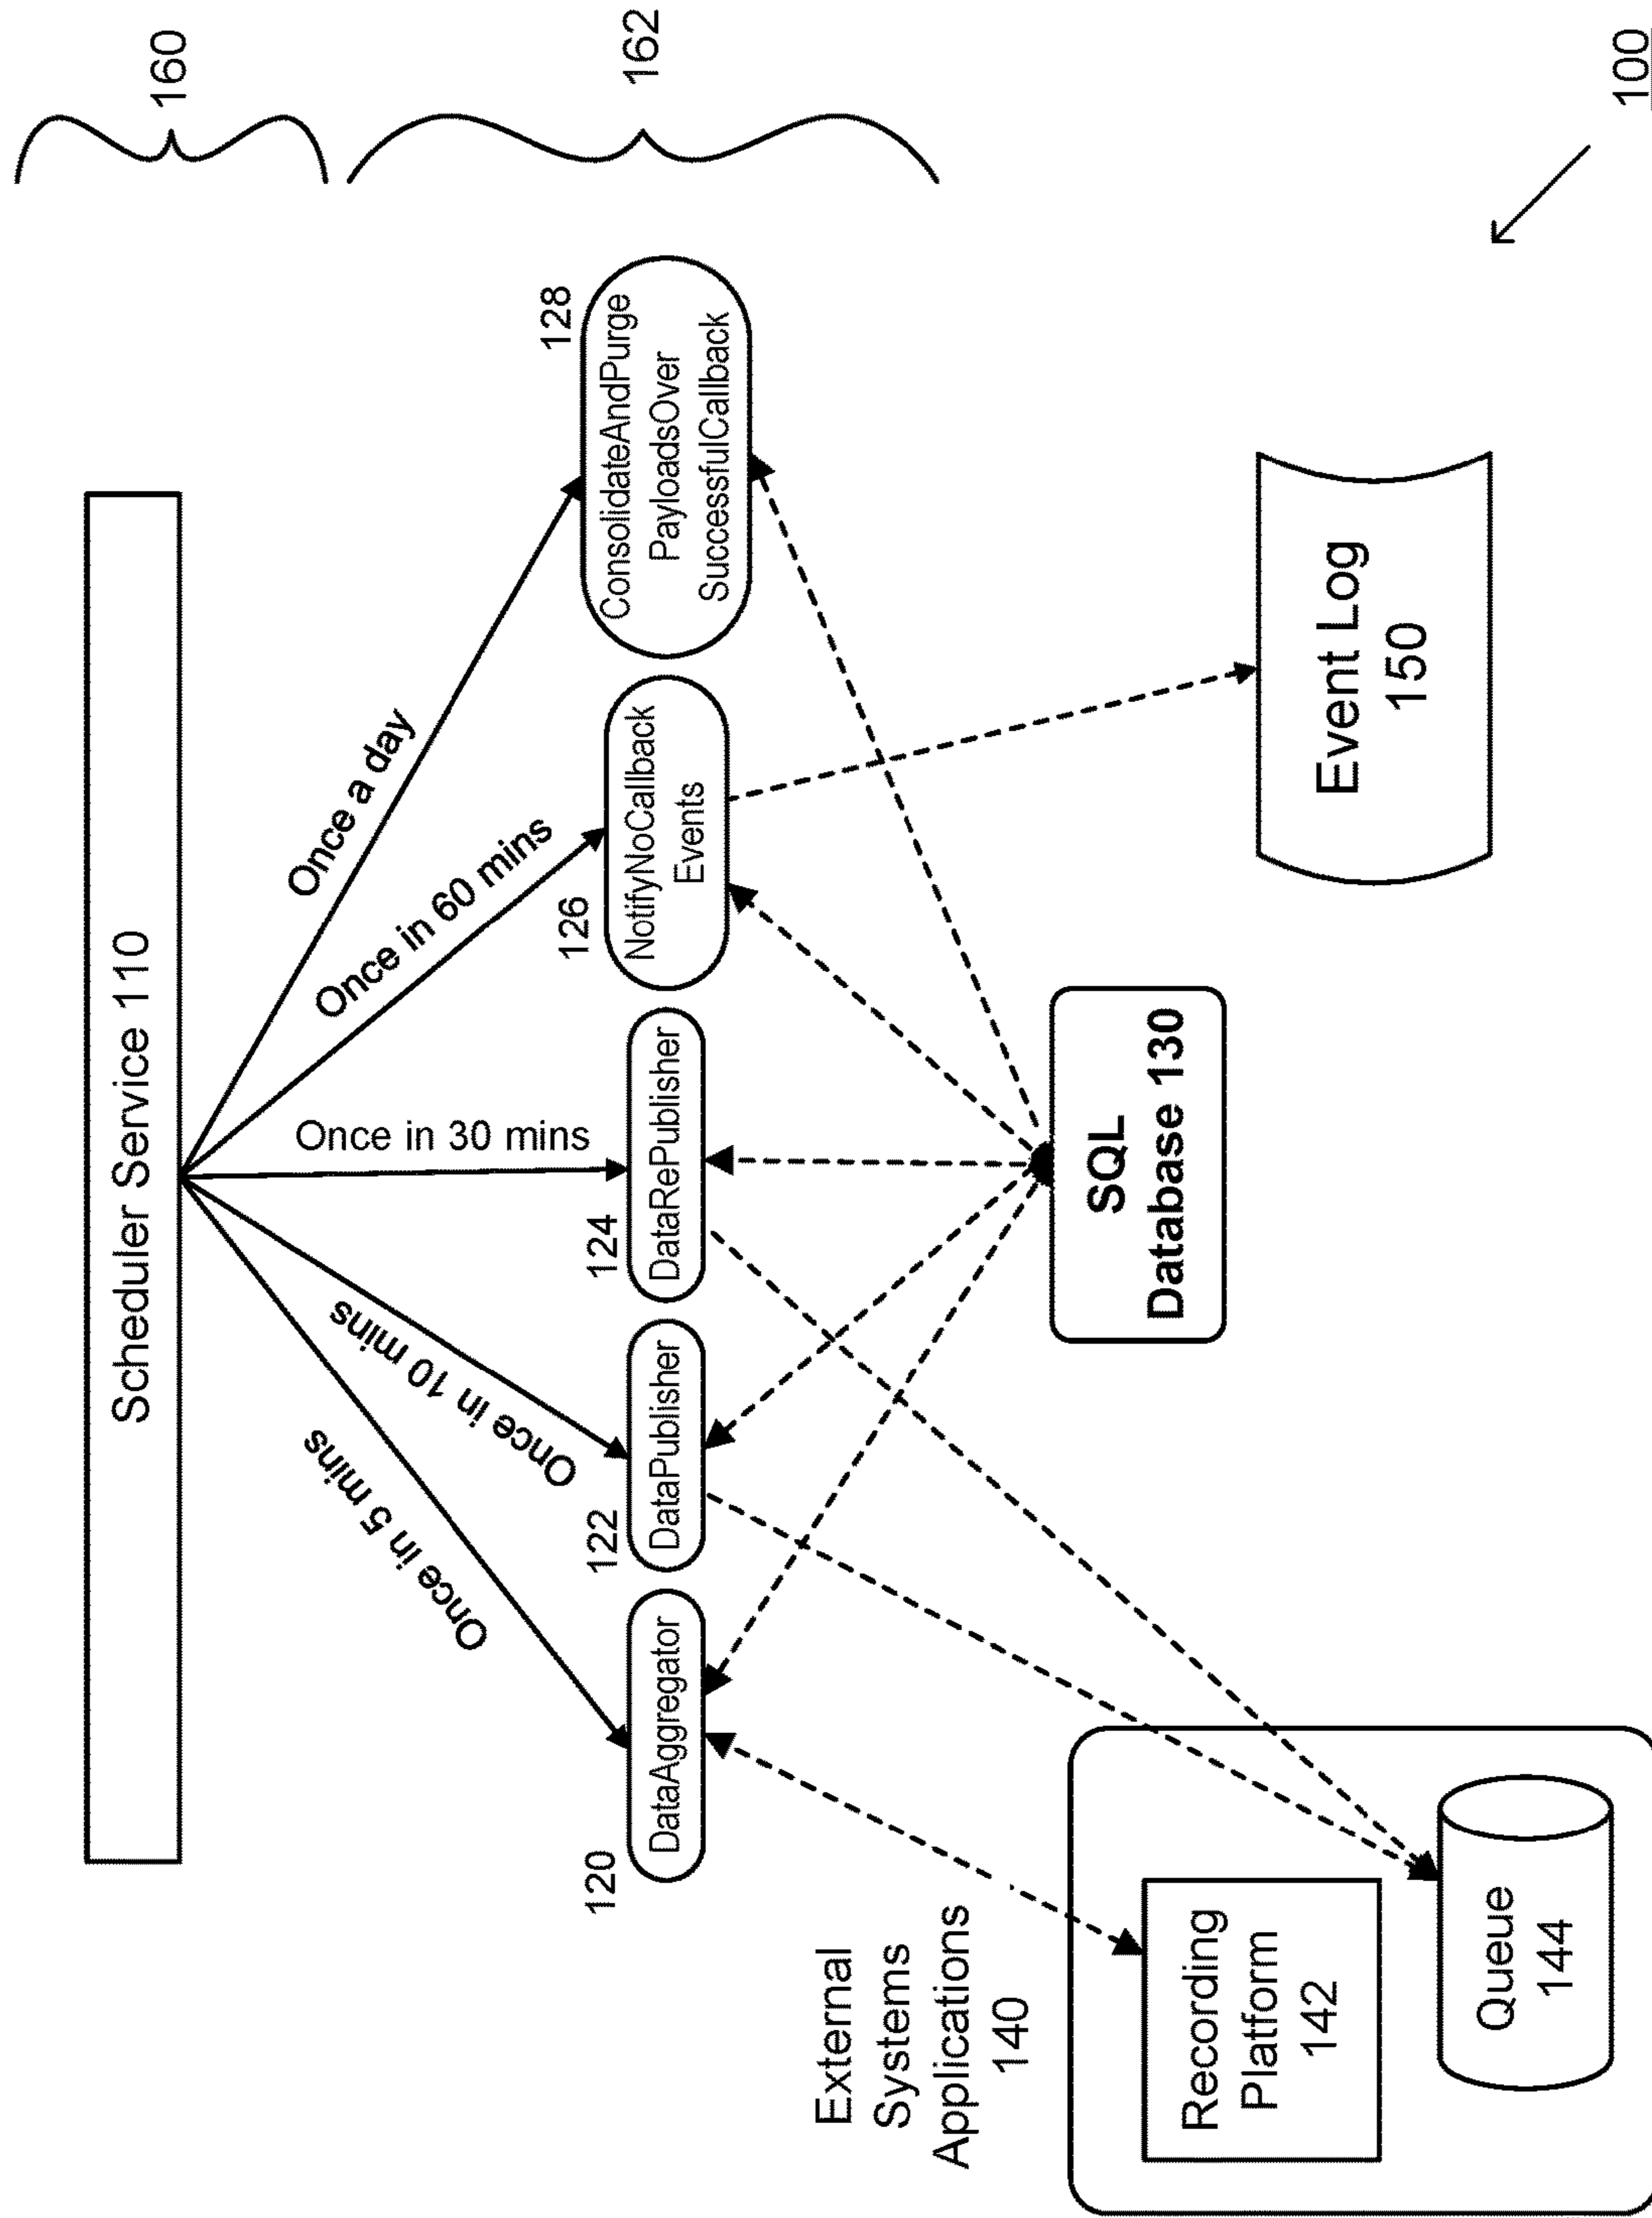 Scheduler Service 110
160
Once in 5 mins
Once in 10 mins
Once in 30 mins
Once in 60 mins
Once a day
120
DataAggregator
122
DataPublisher
124
DataRePublisher
126
NotifyNoCallback
Events
128
ConsolidateAndPurge
PayloadsOver
SuccessfulCallback
162
External
Systems
Applications
140
Recording
Platform
142
Queue
144
SQL
Database 130
Event Log
150
100